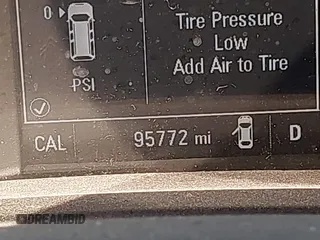 0
Tire Pressure
Low
Add Air to Tire
PSI
CAL 95772 mi D
DREAMBID